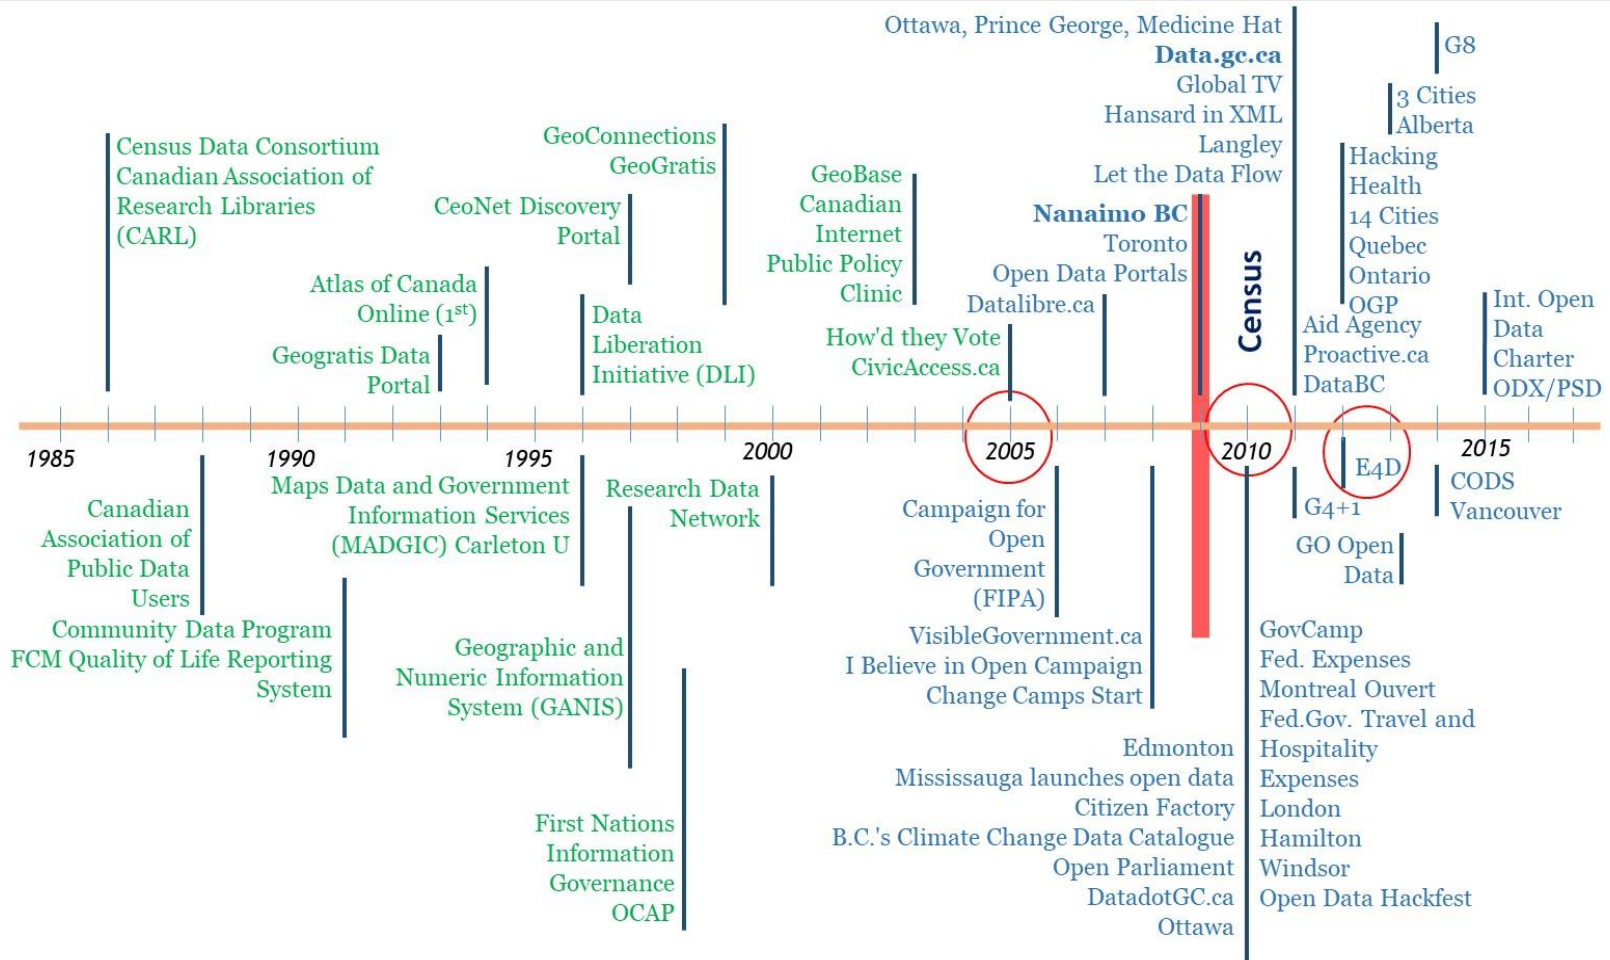 Ottawa, Prince George, Medicine Hat
Data.gc.ca
Global TV
Hansard in XML
Langley
Let the Data Flow
G8
3 Cities
Alberta
Census Data Consortium
Canadian Association of
Research Libraries
(CARL)
GeoConnections
GeoGratis
CeoNet Discovery
Portal
Atlas of Canada
Online (1st)
Geogratis Data
Portal
Data
Liberation
Initiative (DLI)
GeoBase
Canadian
Internet
Public Policy
Clinic
How'd they Vote
CivicAccess.ca
Nanaimo BC
Toronto
Open Data Portals
Datalibre.ca
Census
Hacking
Health
14 Cities
Quebec
Ontario
OGP
Aid Agency
Proactive.ca
DataBC
Int. Open
Data
Charter
ODX/PSD
1985
1990
1995
2000
2005
2010
2015
Canadian
Association of
Public Data
Users
Community Data Program
FCM Quality of Life Reporting
System
Maps Data and Government
Information Services
(MADGIC) Carleton U
Research Data
Network
Geographic and
Numeric Information
System (GANIS)
First Nations
Information
Governance
OCAP
Campaign for
Open
Government
(FIPA)
VisibleGovernment.ca
I Believe in Open Campaign
Change Camps Start
Edmonton
Mississauga launches open data
Citizen Factory
B.C.'s Climate Change Data Catalogue
Open Parliament
DatadotGC.ca
Ottawa
E4D
G4+1
GO Open
Data
CODS
Vancouver
GovCamp
Fed. Expenses
Montreal Ouvert
Fed.Gov. Travel and
Hospitality
Expenses
London
Hamilton
Windsor
Open Data Hackfest